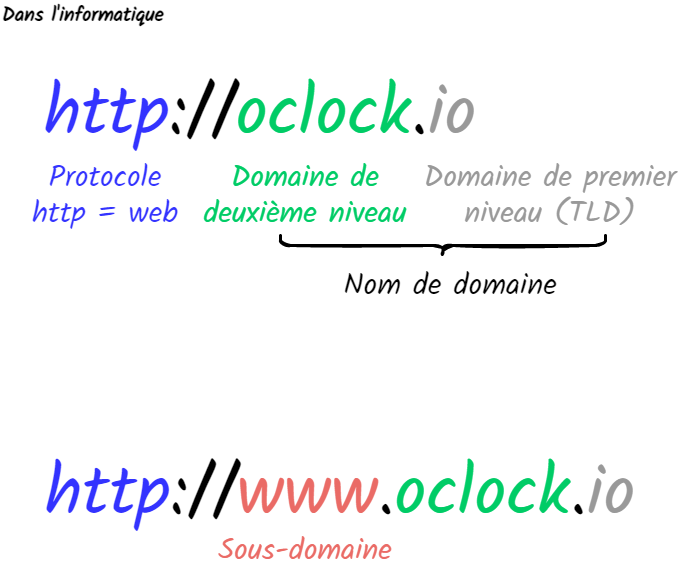 Dans l'informatique
http://oclock.io
Protocole Domaine de Domaine de premier
http = web deuxième niveau niveau (TLD)
Nom de domaine
http://www.oclock.io
Sous-domaine